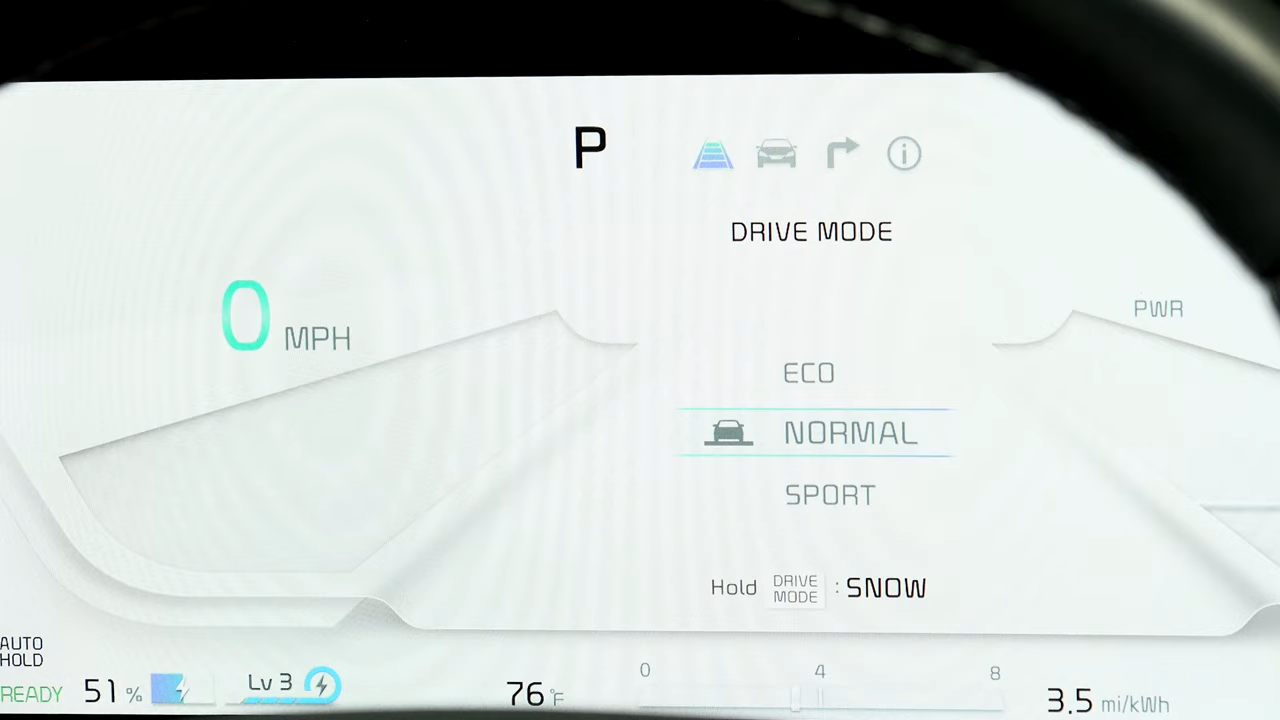 P
DRIVE MODE
0 MPH
PWR
ECO
NORMAL
SPORT
Hold DRIVE MODE : SNOW
AUTO
HOLD
READY 51 % Lv 3 76 °F
0 4 8
3.5 mi/kWh